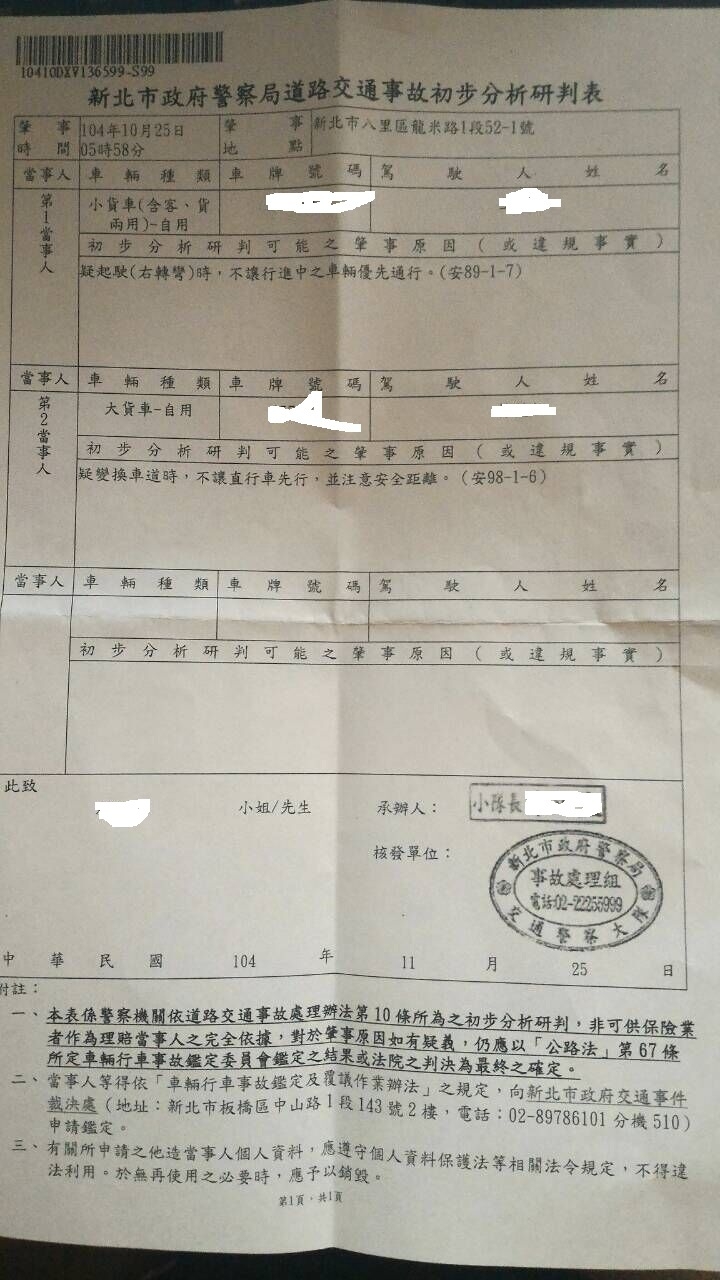 10410DXV136599-S99
新北市政府警察局道路交通事故初步分析研判表
肇事時間 104年10月25日 05時58分 肇事地點 新北市八里區龍米路1段52-1號
當事人 車輛種類 車牌號碼 駕駛人姓名
第1當事人 小貨車(含客、貨兩用)-自用
初步分析研判可能之肇事原因(或違規事實)
疑起駛(右轉彎)時，不讓行進中之車輛優先通行。(安89-1-7)
當事人 車輛種類 車牌號碼 駕駛人姓名
第2當事人 大貨車-自用
初步分析研判可能之肇事原因(或違規事實)
疑變換車道時，不讓直行車先行，並注意安全距離。(安98-1-6)
當事人 車輛種類 車牌號碼 駕駛人姓名
初步分析研判可能之肇事原因(或違規事實)
此致
小姐/先生 承辦人： 小隊長
核發單位：
新北市政府警察局
事故處理組
電話:02-22255999
交通警察大隊
中華民國 104 年 11 月 25 日
附註：
一、本表係警察機關依道路交通事故處理辦法第10條所為之初步分析研判，非可供保險業
者作為理賠當事人之完全依據，對於肇事原因如有疑義，仍應以「公路法」第67條
所定車輛行車事故鑑定委員會鑑定之結果或法院之判決為最終之確定。
二、當事人等得依「車輛行車事故鑑定及覆議作業辦法」之規定，向新北市政府交通事件
裁決處(地址：新北市板橋區中山路1段143號2樓，電話：02-89786101分機510)
申請鑑定。
三、有關所申請之他造當事人個人資料，應遵守個人資料保護法等相關法令規定，不得違
法利用。於無再使用之必要時，應予以銷毀。
第1頁，共1頁